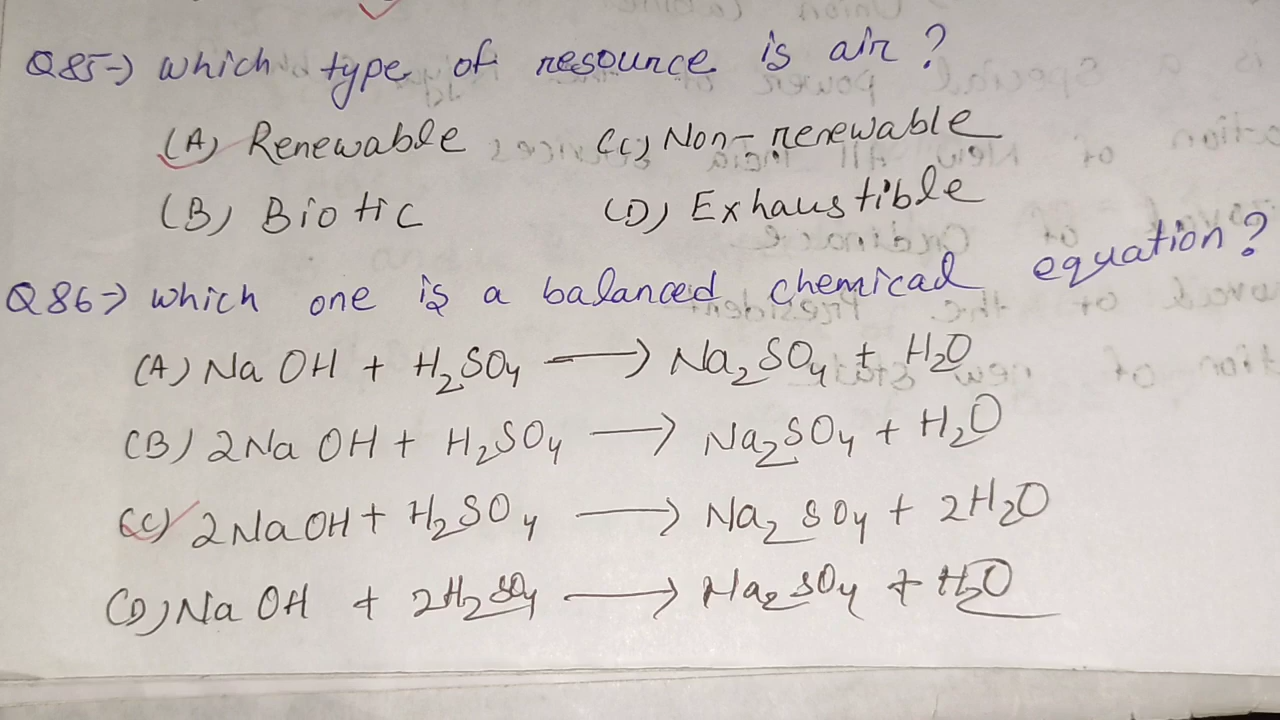 Q85→ which type of resource is air?
(A) Renewable (C) Non-renewable
(B) Biotic (D) Exhaustible
Q86→ which one is a balanced chemical equation?
(A) NaOH + H₂SO₄ ⟶ Na₂SO₄ + H₂O
(B) 2NaOH + H₂SO₄ ⟶ Na₂SO₄ + H₂O
(C) 2NaOH + H₂SO₄ ⟶ Na₂SO₄ + 2H₂O
(D) NaOH + 2H₂SO₄ ⟶ Na₂SO₄ + H₂O